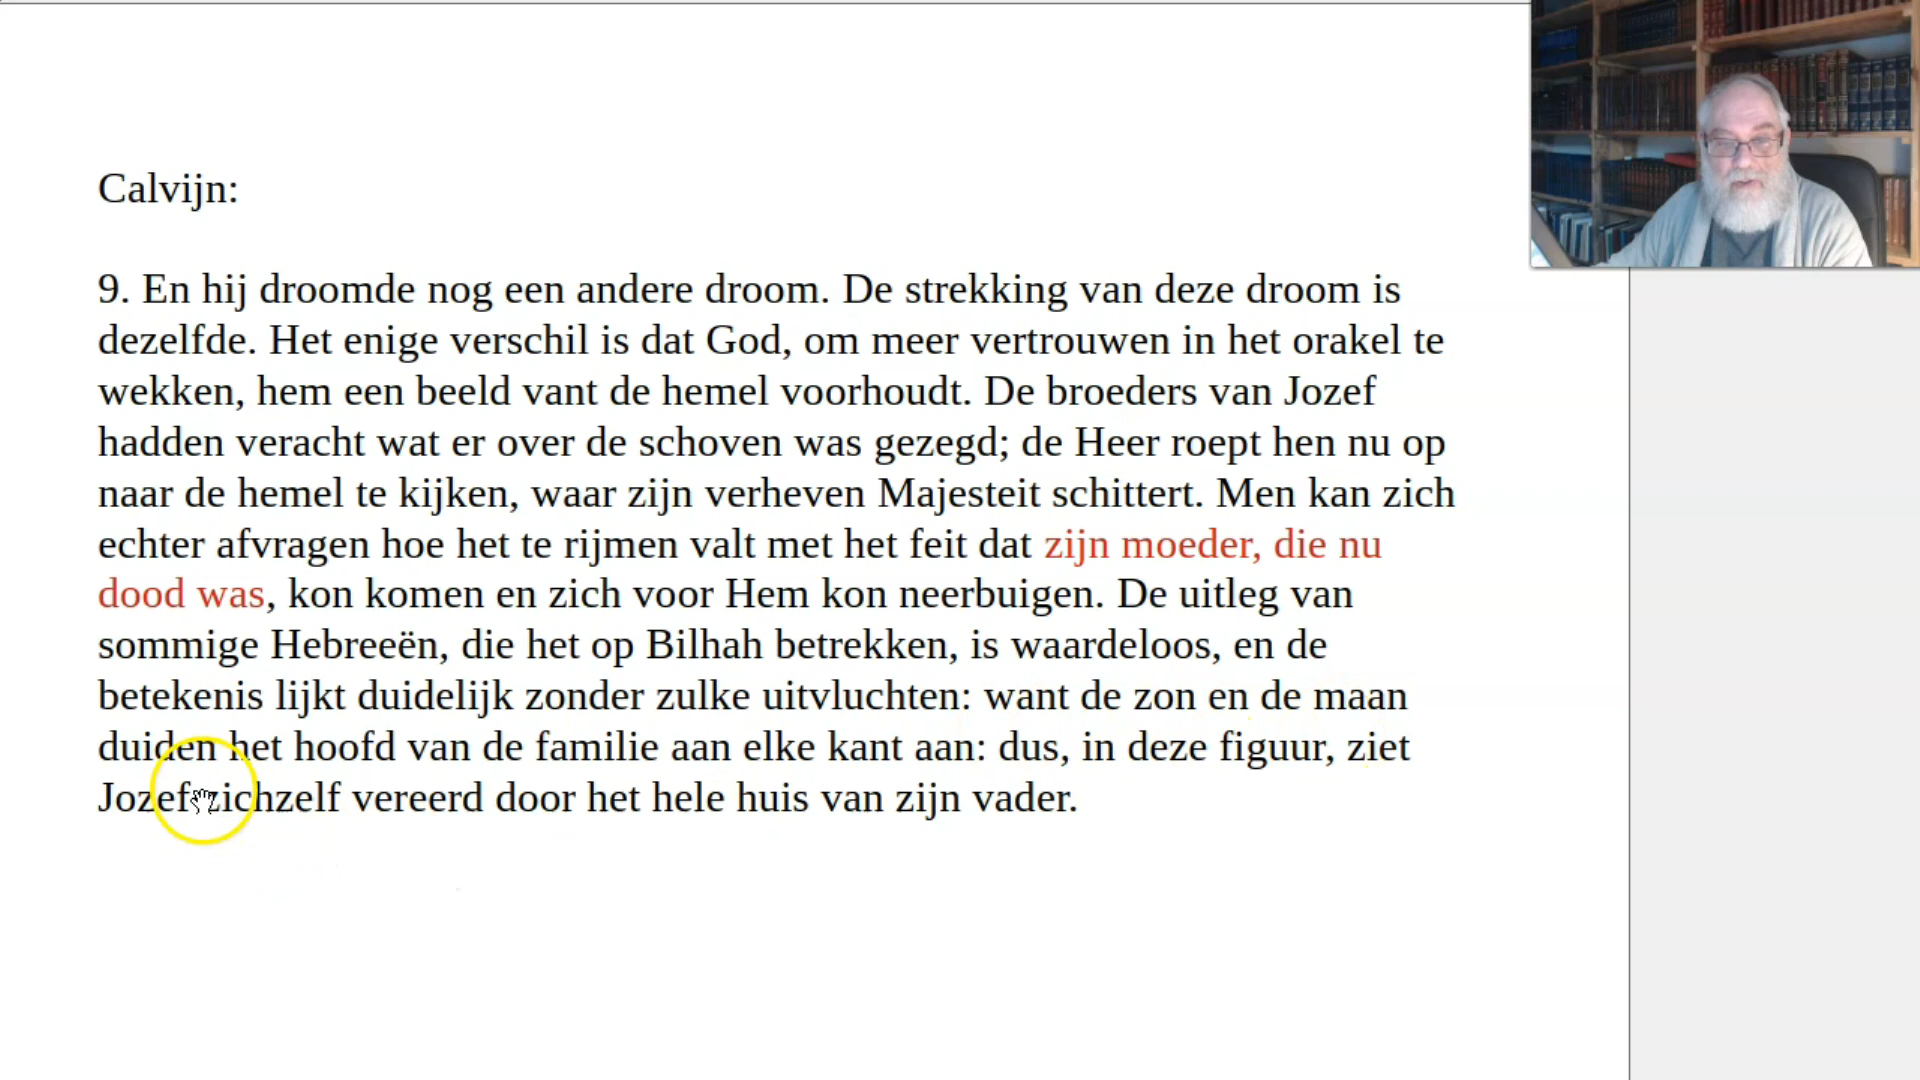 Calvijn:
9. En hij droomde nog een andere droom. De strekking van deze droom is
dezelfde. Het enige verschil is dat God, om meer vertrouwen in het orakel te
wekken, hem een beeld vant de hemel voorhoudt. De broeders van Jozef
hadden veracht wat er over de schoven was gezegd; de Heer roept hen nu op
naar de hemel te kijken, waar zijn verheven Majesteit schittert. Men kan zich
echter afvragen hoe het te rijmen valt met het feit dat zijn moeder, die nu
dood was, kon komen en zich voor Hem kon neerbuigen. De uitleg van
sommige Hebreeën, die het op Bilhah betrekken, is waardeloos, en de
betekenis lijkt duidelijk zonder zulke uitvluchten: want de zon en de maan
duiden het hoofd van de familie aan elke kant aan: dus, in deze figuur, ziet
Jozef zichzelf vereerd door het hele huis van zijn vader.